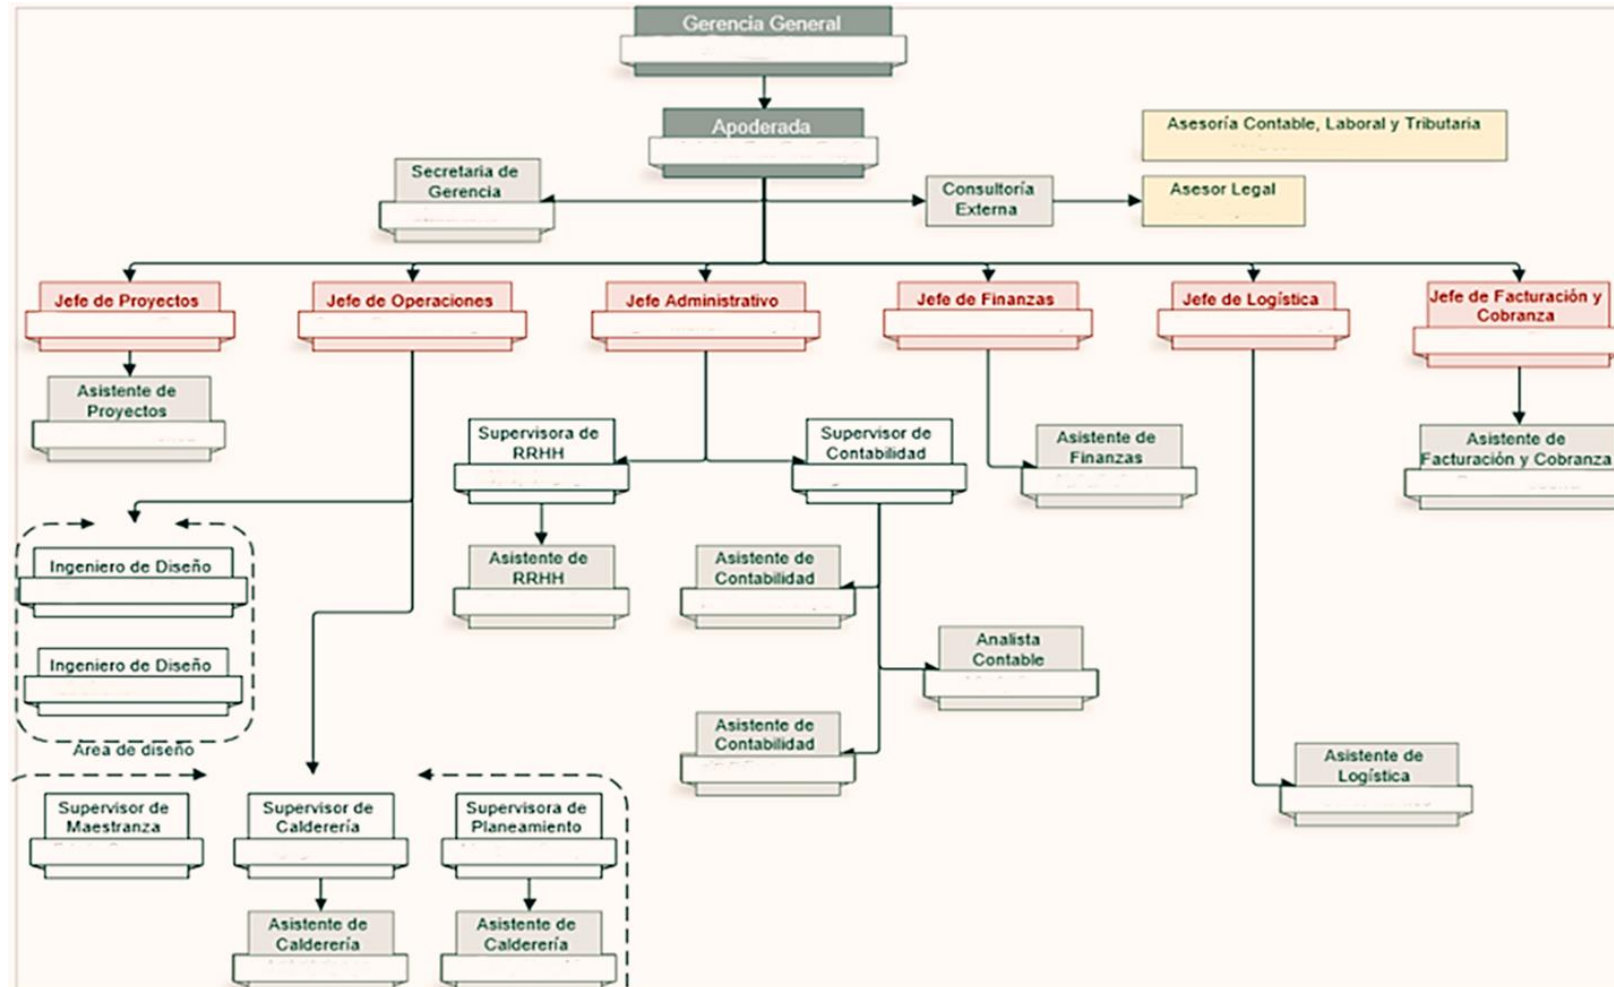 Gerencia General
Apoderada
Asesoría Contable, Laboral y Tributaria
Secretaria de
Gerencia
Consultoría
Externa
Asesor Legal
Jefe de Proyectos
Jefe de Operaciones
Jefe Administrativo
Jefe de Finanzas
Jefe de Logística
Jefe de Facturación y
Cobranza
Asistente de
Proyectos
Supervisora de
RRHH
Supervisor de
Contabilidad
Asistente de
Finanzas
Asistente de
Facturación y Cobranza
Ingeniero de Diseño
Asistente de
RRHH
Asistente de
Contabilidad
Analista
Contable
Ingeniero de Diseño
Area de diseño
Asistente de
Contabilidad
Asistente de
Logística
Supervisor de
Maestranza
Supervisor de
Calderería
Supervisora de
Planeamiento
Asistente de
Calderería
Asistente de
Calderería